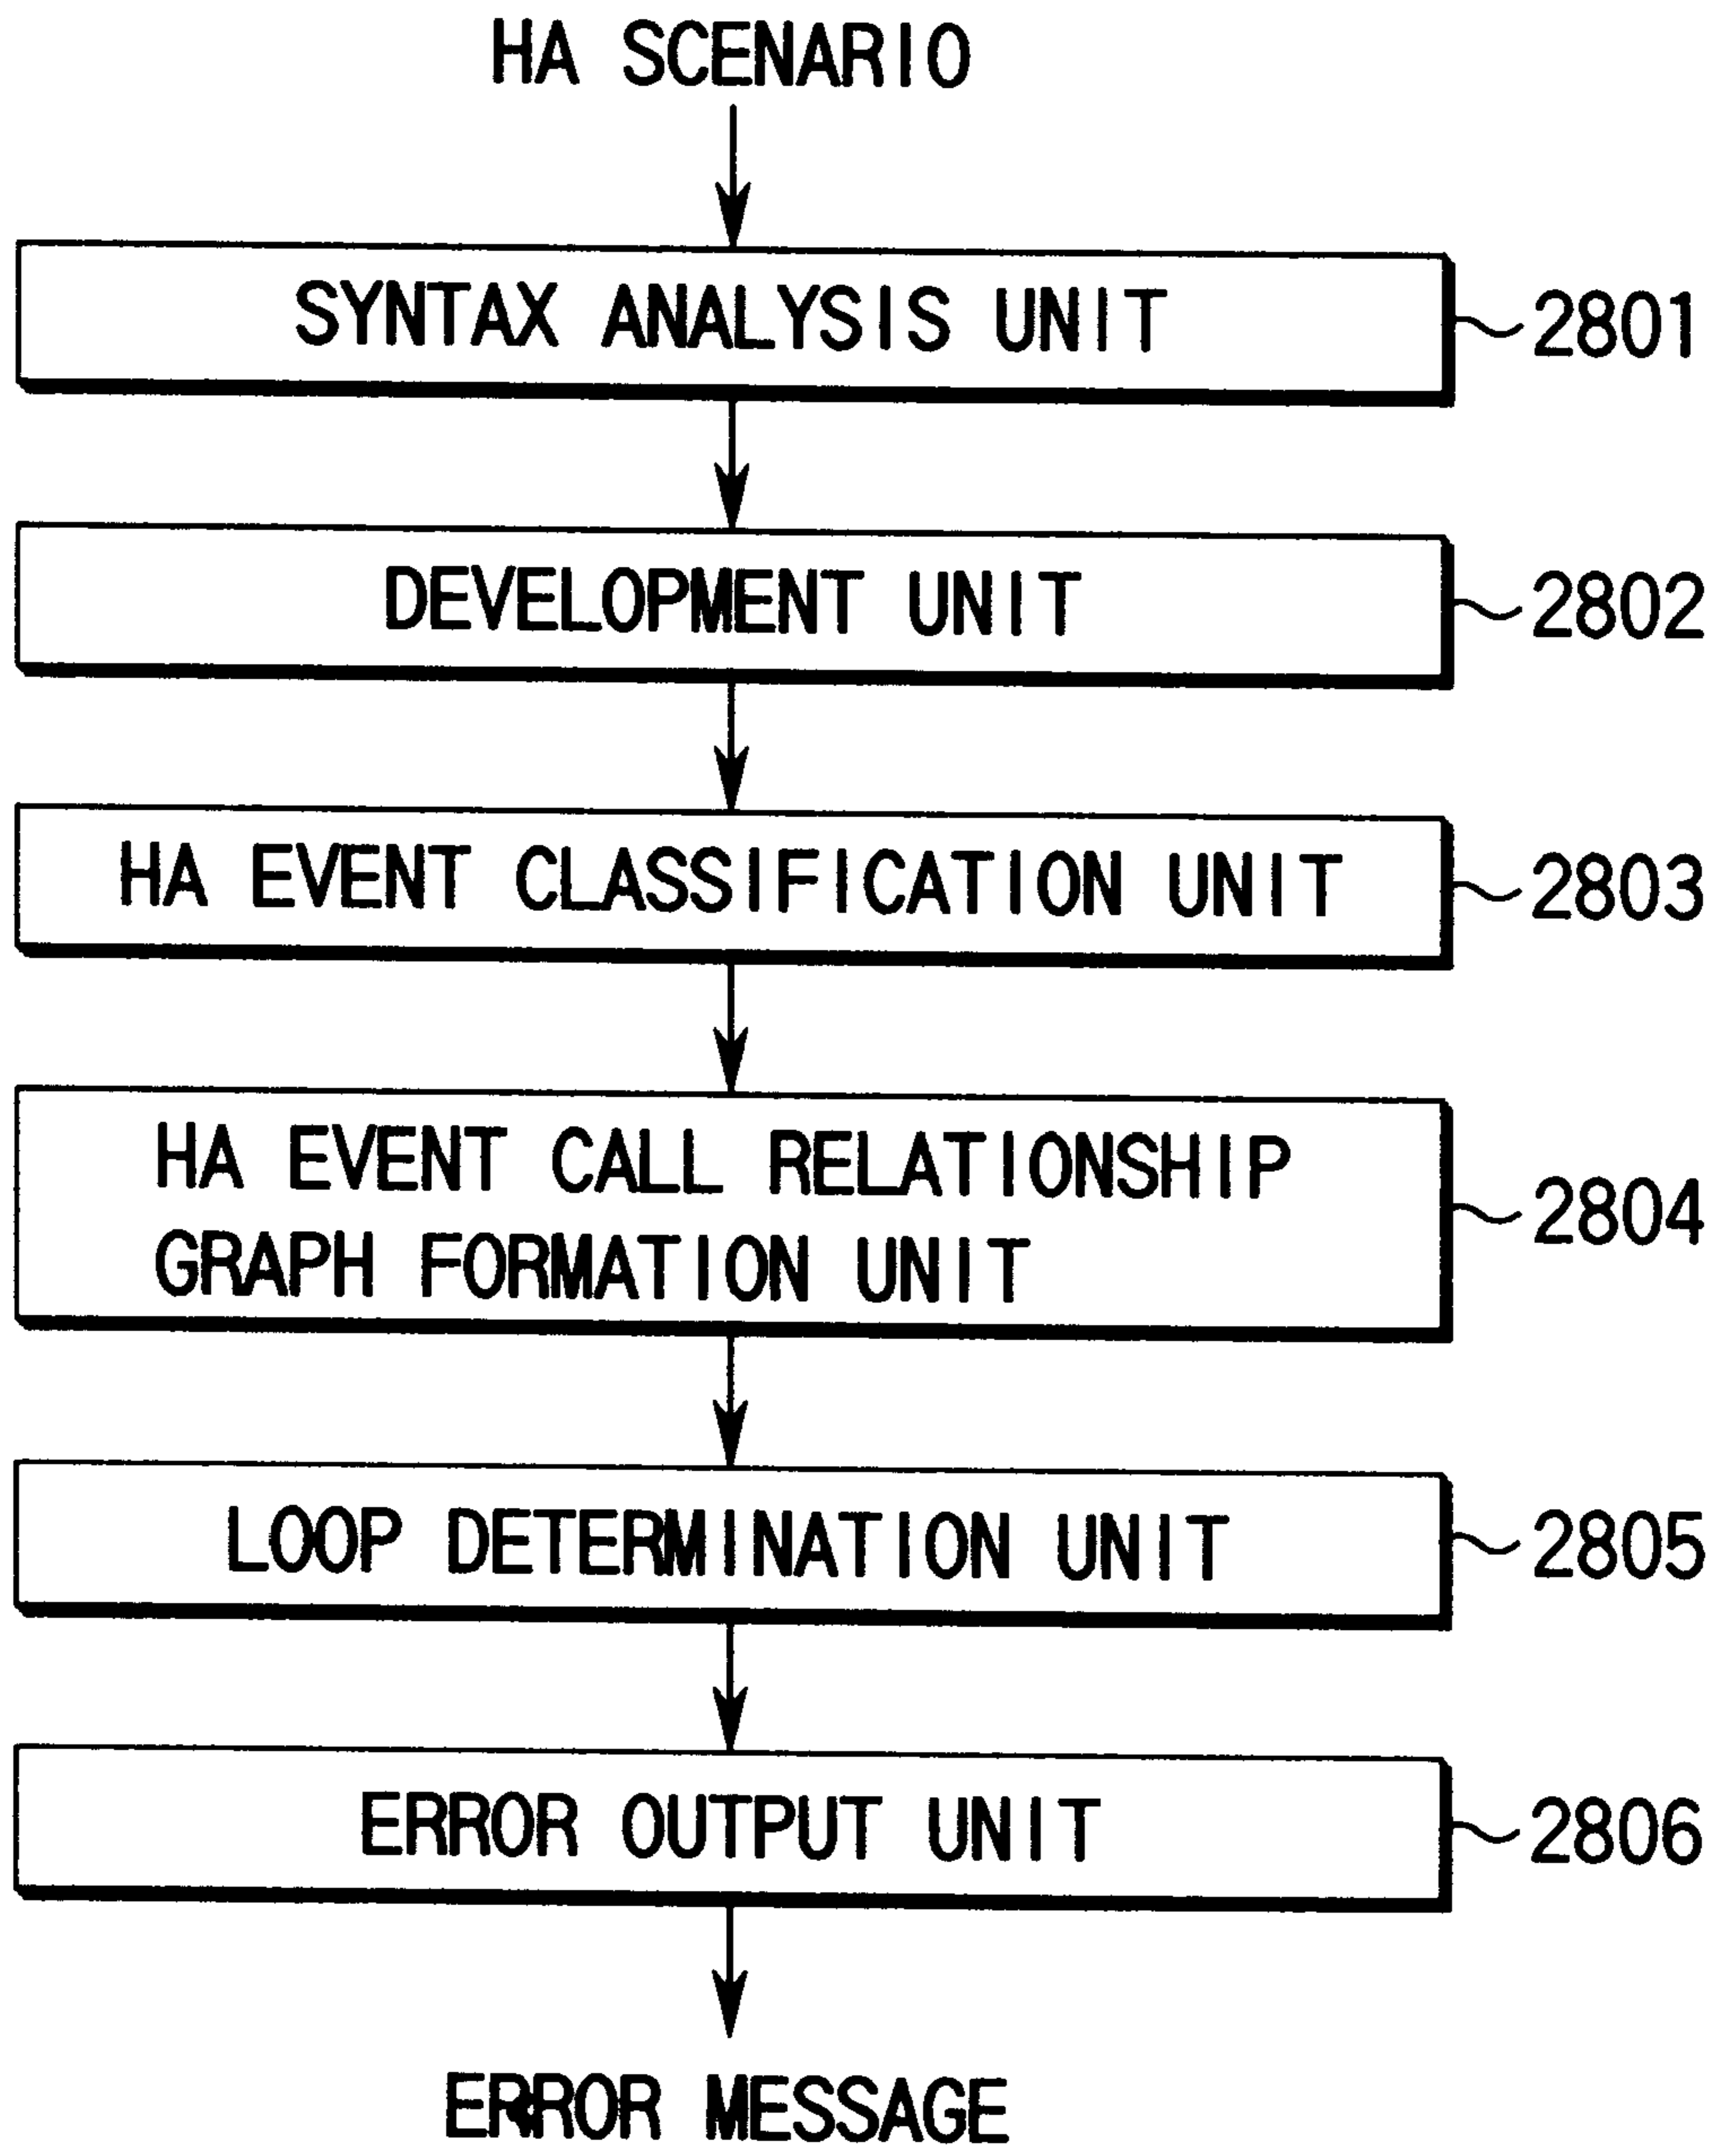 HA SCENARIO
SYNTAX ANALYSIS UNIT
2801
DEVELOPMENT UNIT
2802
HA EVENT CLASSIFICATION UNIT
2803
HA EVENT CALL RELATIONSHIP
GRAPH FORMATION UNIT
2804
LOOP DETERMINATION UNIT
2805
ERROR OUTPUT UNIT
2806
ERROR MESSAGE